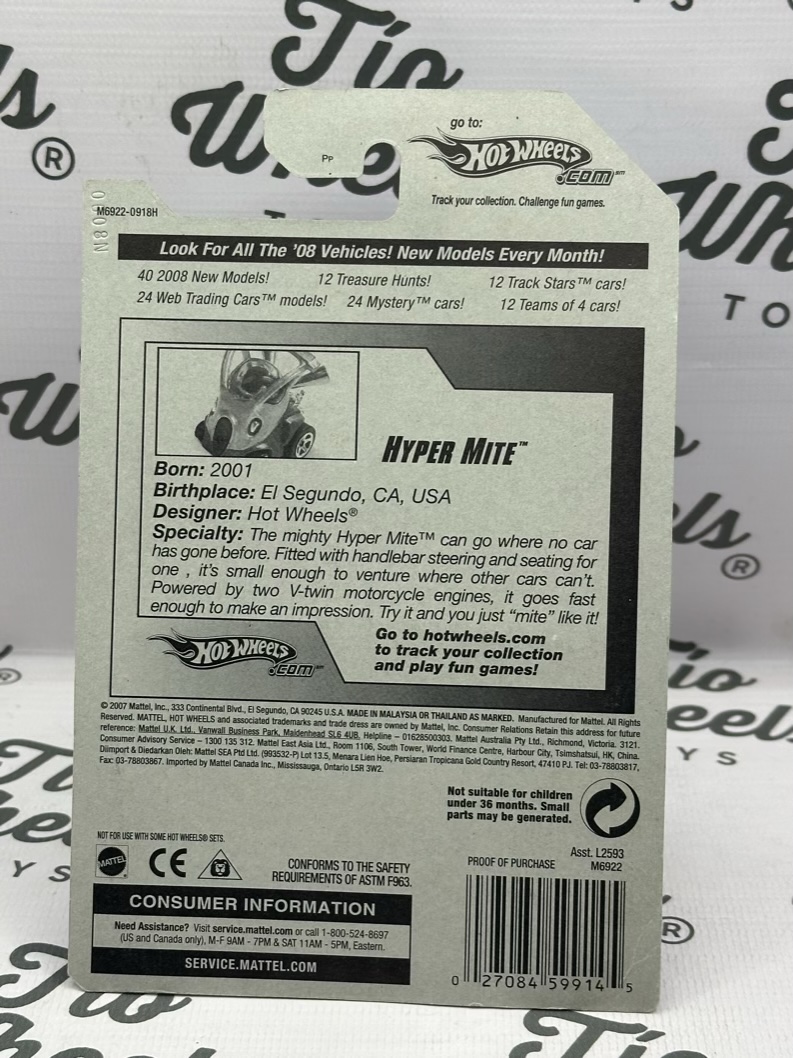 Tio
Wheels
®
TOYS
go to:
HOT WHEELS
.COM℠
Track your collection. Challenge fun games.
PP
M6922-0918H
Look For All The '08 Vehicles! New Models Every Month!
40 2008 New Models! 12 Treasure Hunts! 12 Track Stars™ cars!
24 Web Trading Cars™ models! 24 Mystery™ cars! 12 Teams of 4 cars!
HYPER MITE™
Born: 2001
Birthplace: El Segundo, CA, USA
Designer: Hot Wheels®
Specialty: The mighty Hyper Mite™ can go where no car
has gone before. Fitted with handlebar steering and seating for
one , it's small enough to venture where other cars can't.
Powered by two V-twin motorcycle engines, it goes fast
enough to make an impression. Try it and you just "mite" like it!
HOT WHEELS
.COM℠
Go to hotwheels.com
to track your collection
and play fun games!
© 2007 Mattel, Inc., 333 Continental Blvd., El Segundo, CA 90245 U.S.A. MADE IN MALAYSIA OR THAILAND AS MARKED. Manufactured for Mattel. All Rights
Reserved. MATTEL, HOT WHEELS and associated trademarks and trade dress are owned by Mattel, Inc. Consumer Relations Retain this address for future
reference: Mattel U.K. Ltd., Vanwall Business Park, Maidenhead SL6 4UB, Helpline – 01628500303. Mattel Australia Pty Ltd., Richmond, Victoria. 3121.
Consumer Advisory Service – 1300 135 312. Mattel East Asia Ltd., Room 1106, South Tower, World Finance Centre, Harbour City, Tsimshatsui, HK, China.
Diimport & Diedarkan Oleh: Mattel SEA Ptd Ltd. (993532-P) Lot 13.5, Menara Lien Hoe, Persiaran Tropicana Gold Country Resort, 47410 PJ. Tel: 03-78803817,
Fax: 03-78803867. Imported by Mattel Canada Inc., Mississauga, Ontario L5R 3W2.
Not suitable for children
under 36 months. Small
parts may be generated.
NOT FOR USE WITH SOME HOT WHEELS® SETS.
MATTEL
CE
CONFORMS TO THE SAFETY
REQUIREMENTS OF ASTM F963.
PROOF OF PURCHASE
Asst. L2593
M6922
CONSUMER INFORMATION
Need Assistance? Visit service.mattel.com or call 1-800-524-8697
(US and Canada only), M-F 9AM - 7PM & SAT 11AM - 5PM, Eastern.
SERVICE.MATTEL.COM
0 27084 59914 5